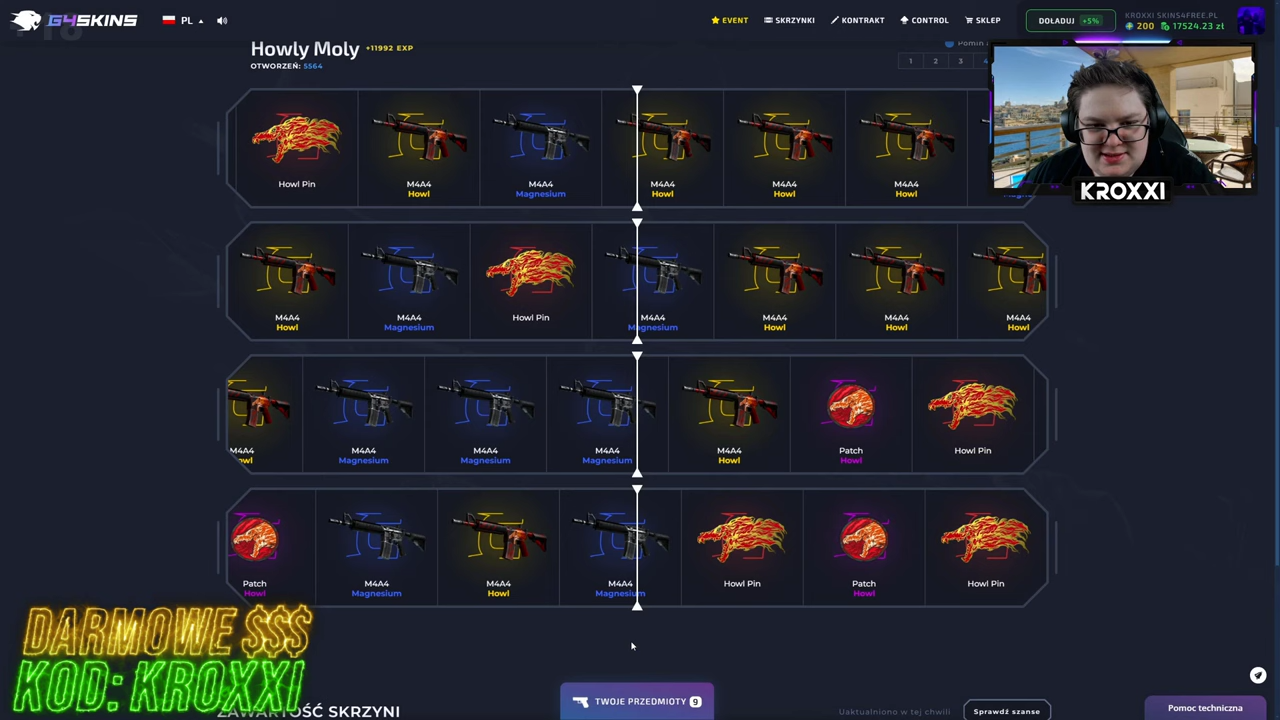 G4SKINS
PL
EVENT
SKRZYNKI
KONTRAKT
CONTROL
SKLEP
DOŁADUJ +5%
KROXXI SKINS4FREE.PL
200 17524.23 zł
Howly Moly +11992 EXP
OTWORZEŃ: 5564
Pomiń
1 2 3 4
KROXXI
Howl Pin
M4A4 Howl
M4A4 Magnesium
M4A4 Howl
M4A4 Howl
M4A4 Howl
M4A4 Howl
M4A4 Magnesium
Howl Pin
M4A4 Magnesium
M4A4 Howl
M4A4 Howl
M4A4 Howl
M4A4 Howl
M4A4 Magnesium
M4A4 Magnesium
M4A4 Magnesium
M4A4 Howl
Patch Howl
Howl Pin
Patch Howl
M4A4 Magnesium
M4A4 Howl
M4A4 Magnesium
Howl Pin
Patch Howl
Howl Pin
DARMOWE $$$
KOD: KROXXI
ZAWARTOŚĆ SKRZYNI
TWOJE PRZEDMIOTY 9
Uaktualniono w tej chwili
Sprawdź szanse
Pomoc techniczna